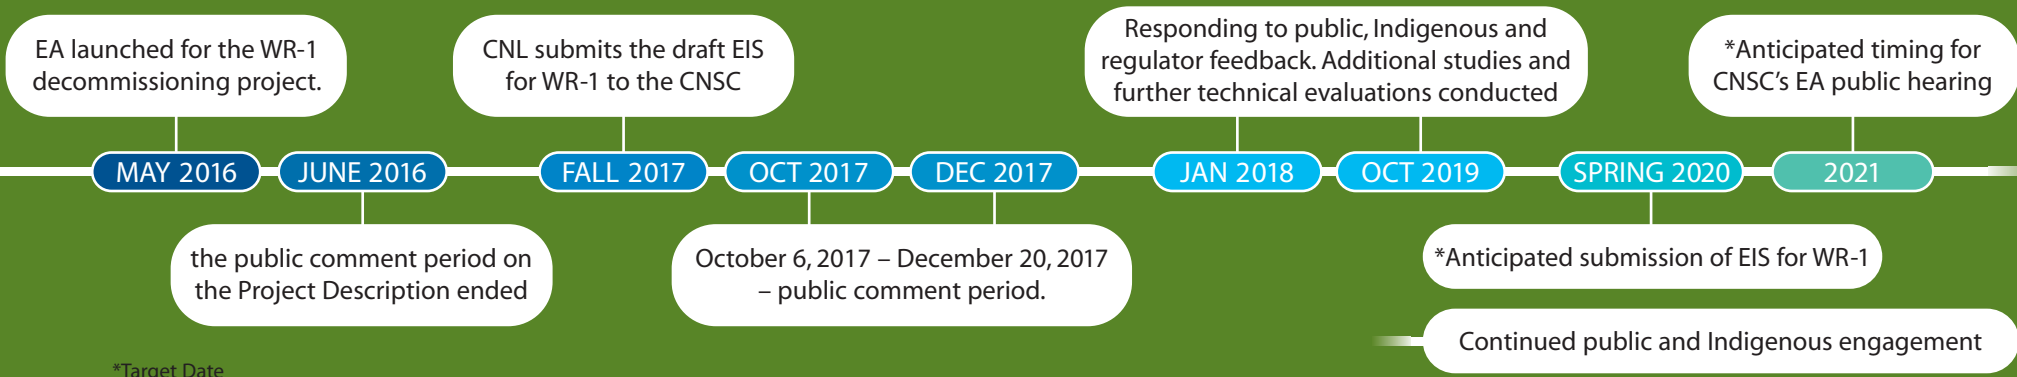 EA launched for the WR-1
decommissioning project.
CNL submits the draft EIS
for WR-1 to the CNSC
Responding to public, Indigenous and
regulator feedback. Additional studies and
further technical evaluations conducted
*Anticipated timing for
CNSC's EA public hearing
MAY 2016
JUNE 2016
FALL 2017
OCT 2017
DEC 2017
JAN 2018
OCT 2019
SPRING 2020
2021
the public comment period on
the Project Description ended
October 6, 2017 – December 20, 2017
– public comment period.
*Anticipated submission of EIS for WR-1
Continued public and Indigenous engagement
*Target Date